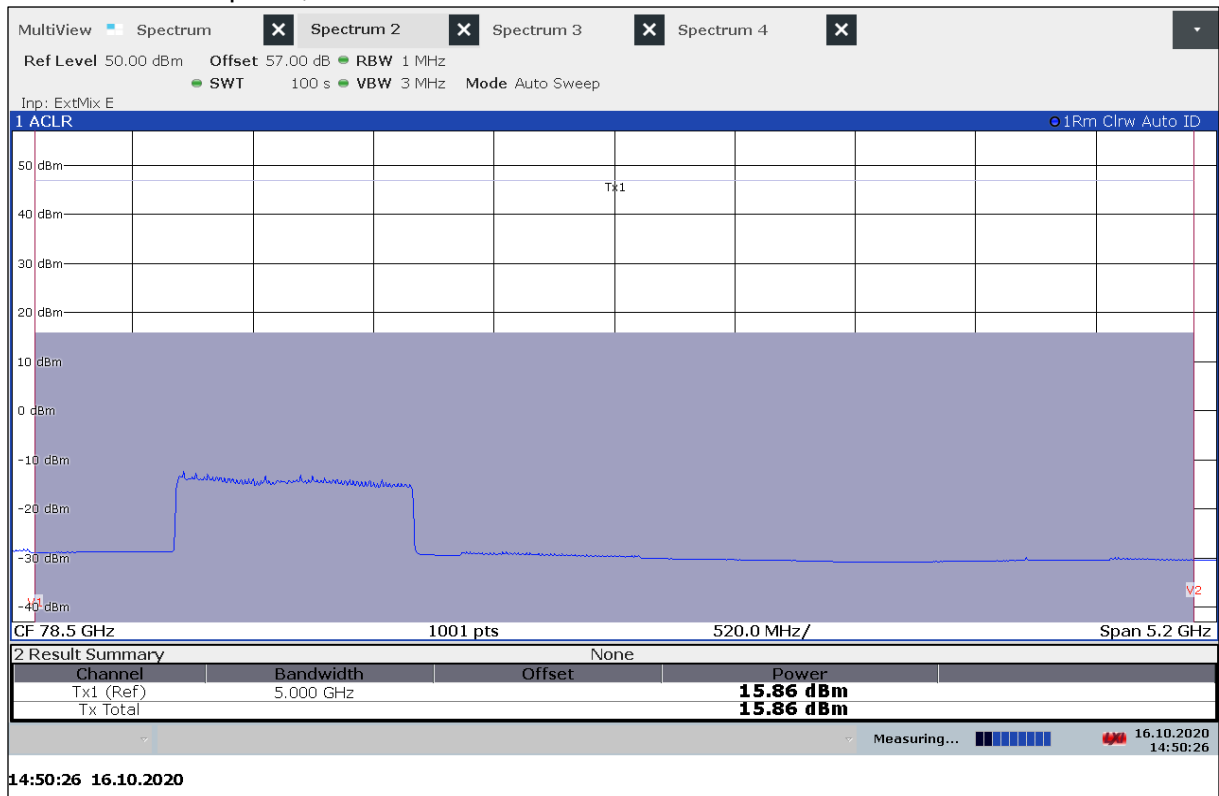 MultiView Spectrum Spectrum 2 Spectrum 3 Spectrum 4
Ref Level 50.00 dBm Offset 57.00 dB RBW 1 MHz
SWT 100 s VBW 3 MHz Mode Auto Sweep
Inp: ExtMix E
1 ACLR 1Rm Clrw Auto ID
50 dBm
Tx1
40 dBm
30 dBm
20 dBm
10 dBm
0 dBm
-10 dBm
-20 dBm
-30 dBm
V2
V1
-40 dBm
CF 78.5 GHz 1001 pts 520.0 MHz/ Span 5.2 GHz
2 Result Summary None
Channel Bandwidth Offset Power
Tx1 (Ref) 5.000 GHz 15.86 dBm
Tx Total 15.86 dBm
Measuring... 16.10.2020
14:50:26
14:50:26 16.10.2020